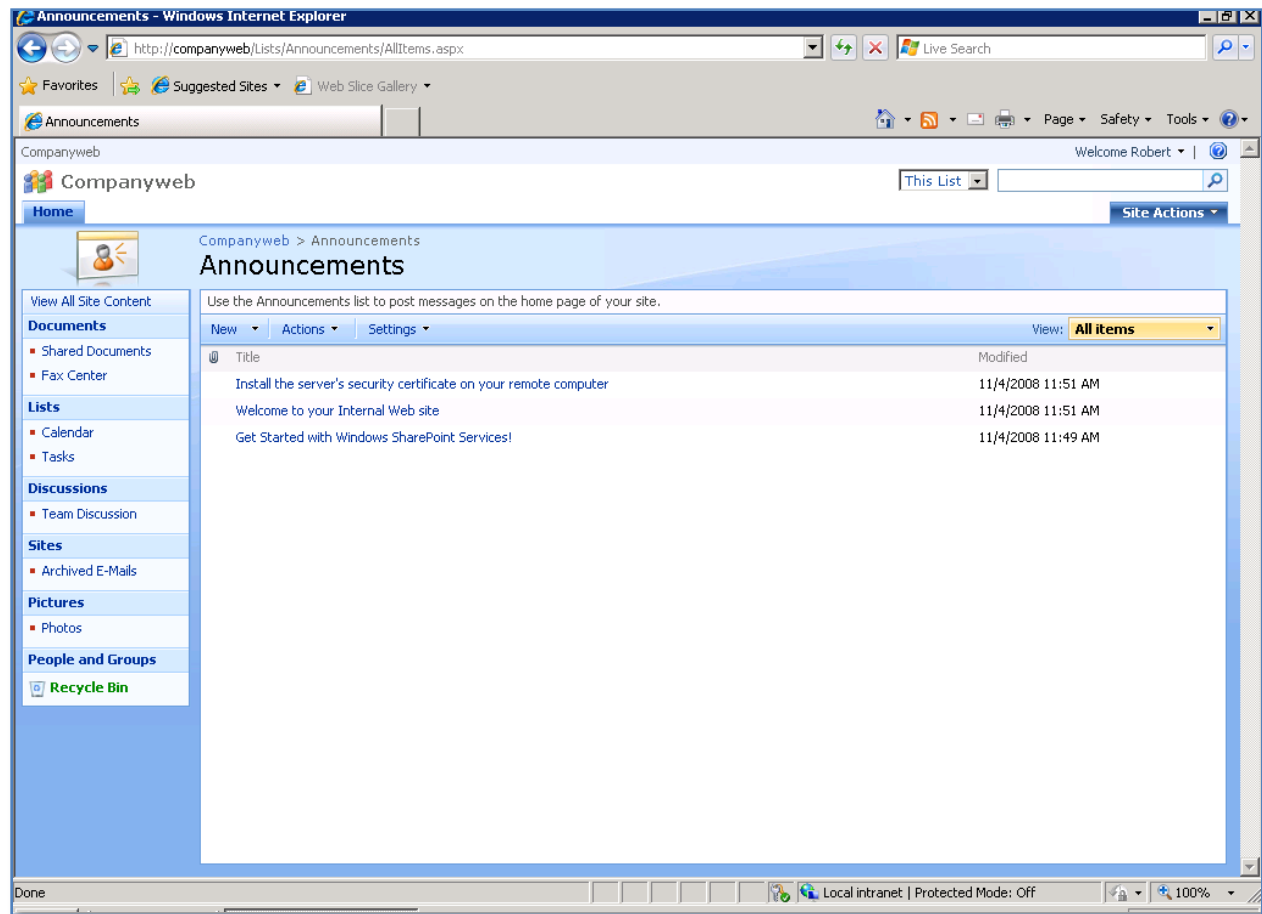 Announcements - Windows Internet Explorer
http://companyweb/Lists/Announcements/AllItems.aspx
Live Search
Favorites
Suggested Sites
Web Slice Gallery
Announcements
Page
Safety
Tools
Companyweb
Welcome Robert
Companyweb
This List
Home
Site Actions
Companyweb > Announcements
Announcements
View All Site Content
Use the Announcements list to post messages on the home page of your site.
Documents
New
Actions
Settings
View: All items
Shared Documents
Title
Modified
Fax Center
Install the server's security certificate on your remote computer
11/4/2008 11:51 AM
Lists
Welcome to your Internal Web site
11/4/2008 11:51 AM
Calendar
Get Started with Windows SharePoint Services!
11/4/2008 11:49 AM
Tasks
Discussions
Team Discussion
Sites
Archived E-Mails
Pictures
Photos
People and Groups
Recycle Bin
Done
Local intranet | Protected Mode: Off
100%